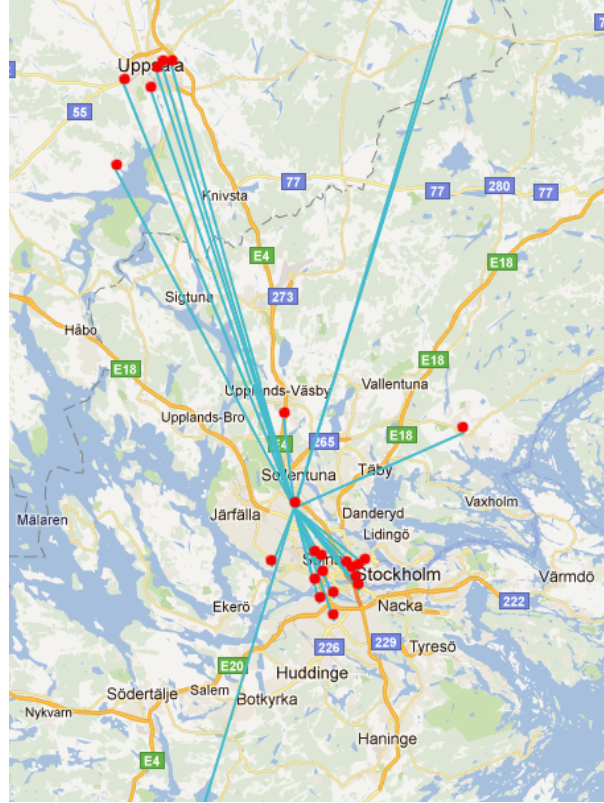 Uppsala
55
77
77
280
77
Knivsta
E4
E18
Sigtuna
273
Håbo
E18
E18
Upplands-Väsby
Vallentuna
Upplands-Bro
E4
265
E18
Sollentuna
Täby
Järfälla
Danderyd
Vaxholm
Mälaren
Lidingö
Solna
Stockholm
Värmdö
Ekerö
Nacka
222
226
229
Tyresö
E20
Huddinge
Södertälje
Salem
Botkyrka
Nykvarn
Haninge
E4